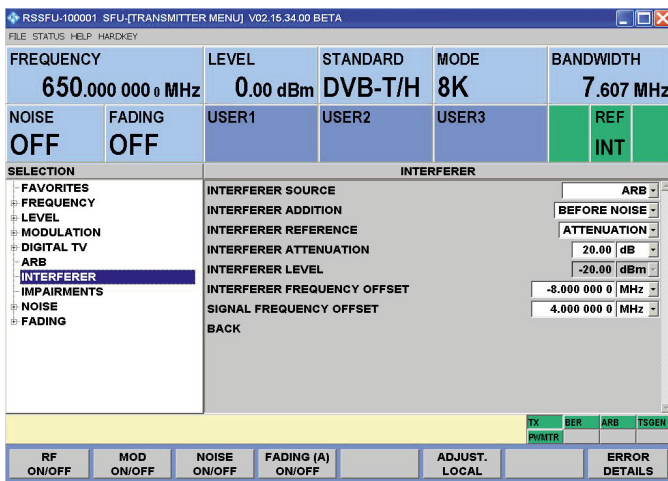 RSSFU-100001 SFU-[TRANSMITTER MENU] V02.15.34.00 BETA
FILE STATUS HELP HARDKEY
FREQUENCY LEVEL STANDARD MODE BANDWIDTH
650.000 000 0 MHz 0.00 dBm DVB-T/H 8K 7.607 MHz
NOISE FADING USER1 USER2 USER3 REF
OFF OFF INT
SELECTION INTERFERER
FAVORITES
FREQUENCY
LEVEL
MODULATION
DIGITAL TV
ARB
INTERFERER
IMPAIRMENTS
NOISE
FADING
INTERFERER SOURCE ARB
INTERFERER ADDITION BEFORE NOISE
INTERFERER REFERENCE ATTENUATION
INTERFERER ATTENUATION 20.00 dB
INTERFERER LEVEL -20.00 dBm
INTERFERER FREQUENCY OFFSET -8.000 000 0 MHz
SIGNAL FREQUENCY OFFSET 4.000 000 0 MHz
BACK
TX BER ARB TSGEN
PWMTR
RF ON/OFF
MOD ON/OFF
NOISE ON/OFF
FADING (A) ON/OFF
ADJUST. LOCAL
ERROR DETAILS